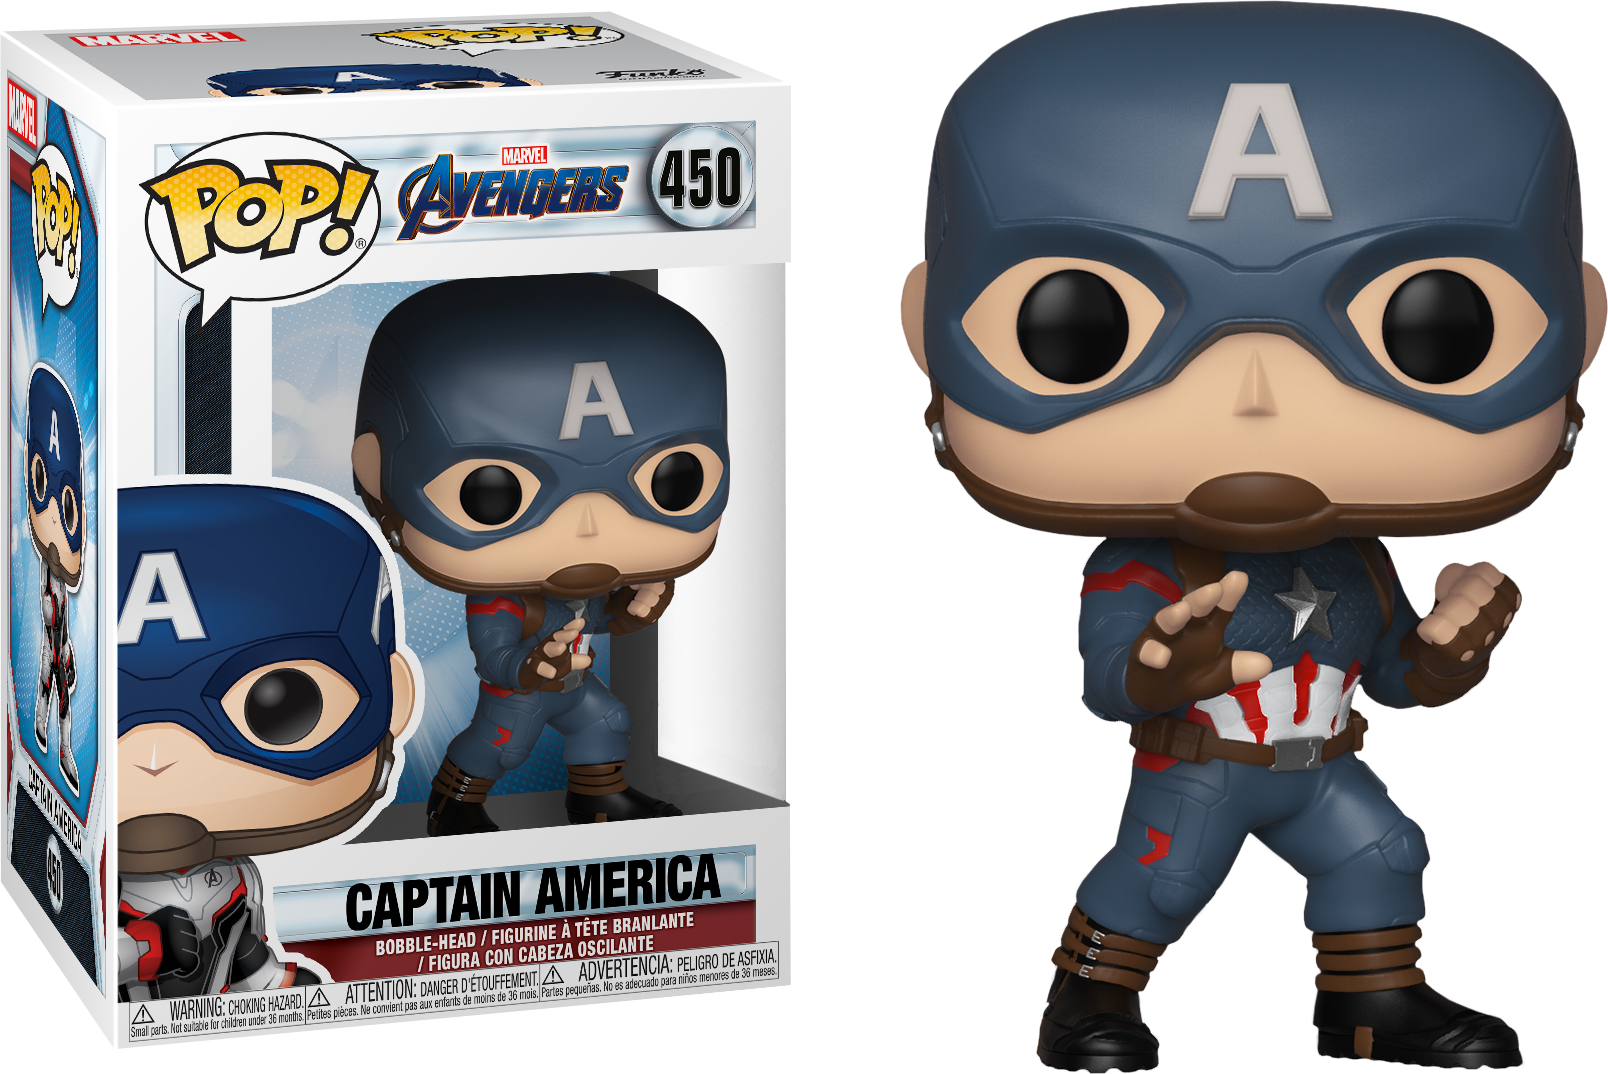 MARVEL
POP!
Funko
MARVEL
POP!
CAPTAIN AMERICA
450
POP!
®
MARVEL
AVENGERS
450
A
A
A
A
A
CAPTAIN AMERICA
BOBBLE-HEAD / FIGURINE À TÊTE BRANLANTE
/ FIGURA CON CABEZA OSCILANTE
WARNING: CHOKING HAZARD.
Small parts. Not suitable for children under 36 months.
ATTENTION: DANGER D'ÉTOUFFEMENT.
Petites pièces. Ne convient pas aux enfants de moins de 36 mois.
ADVERTENCIA: PELIGRO DE ASFIXIA.
Partes pequeñas. No es adecuado para niños menores de 36 meses.